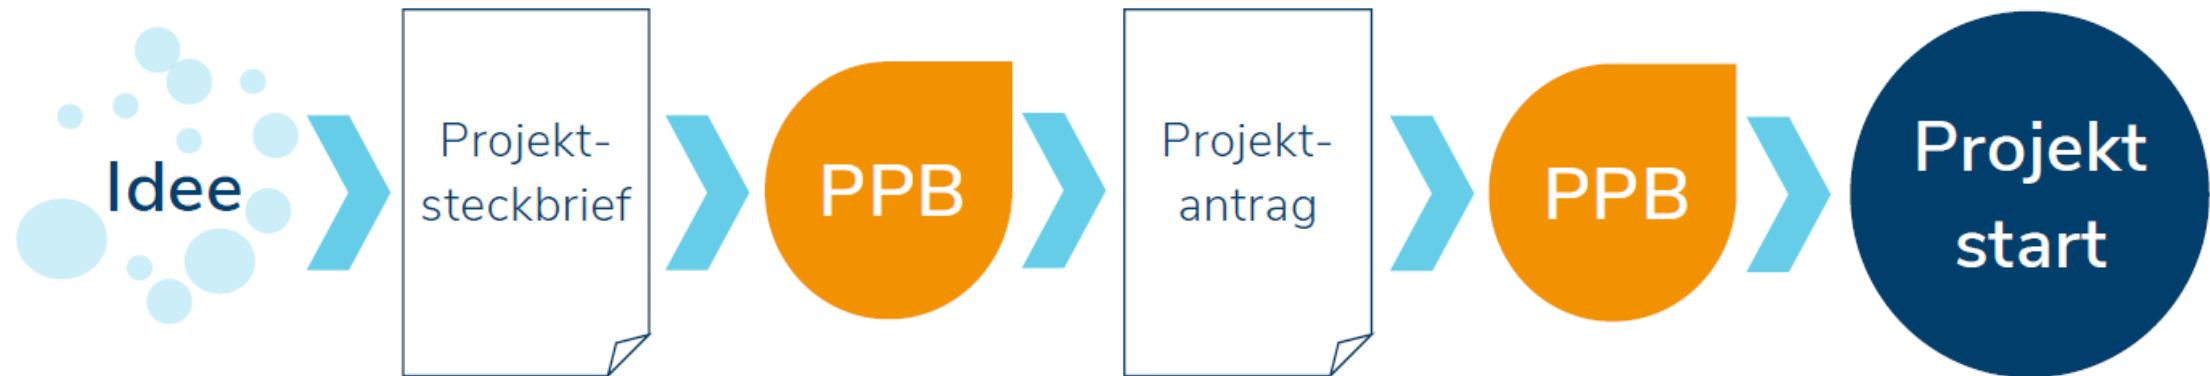 Idee
Projekt-
steckbrief
PPB
Projekt-
antrag
PPB
Projekt
start